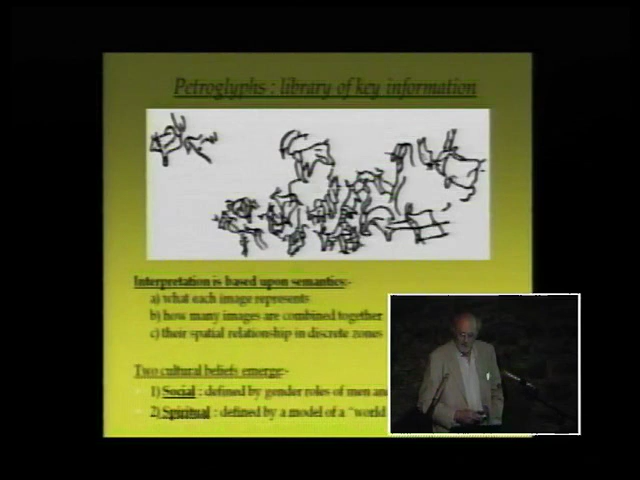 Petroglyphs : library of key information
Interpretation is based upon semantics:-
a) what each image represents
b) how many images are combined together
c) their spatial relationship in discrete zones
Two cultural beliefs emerge:-
1) Social : defined by gender roles of men
2) Spiritual : defined by a model of a "world